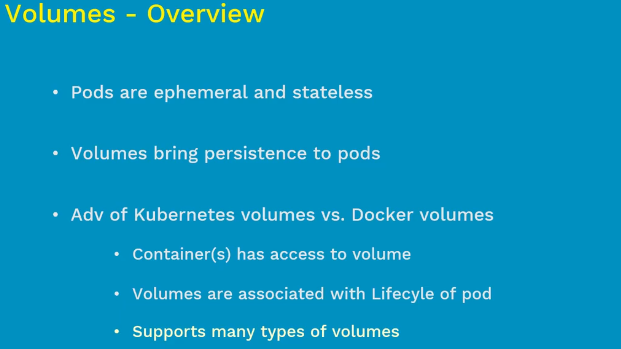 Volumes - Overview
• Pods are ephemeral and stateless
• Volumes bring persistence to pods
• Adv of Kubernetes volumes vs. Docker volumes
• Container(s) has access to volume
• Volumes are associated with Lifecyle of pod
• Supports many types of volumes